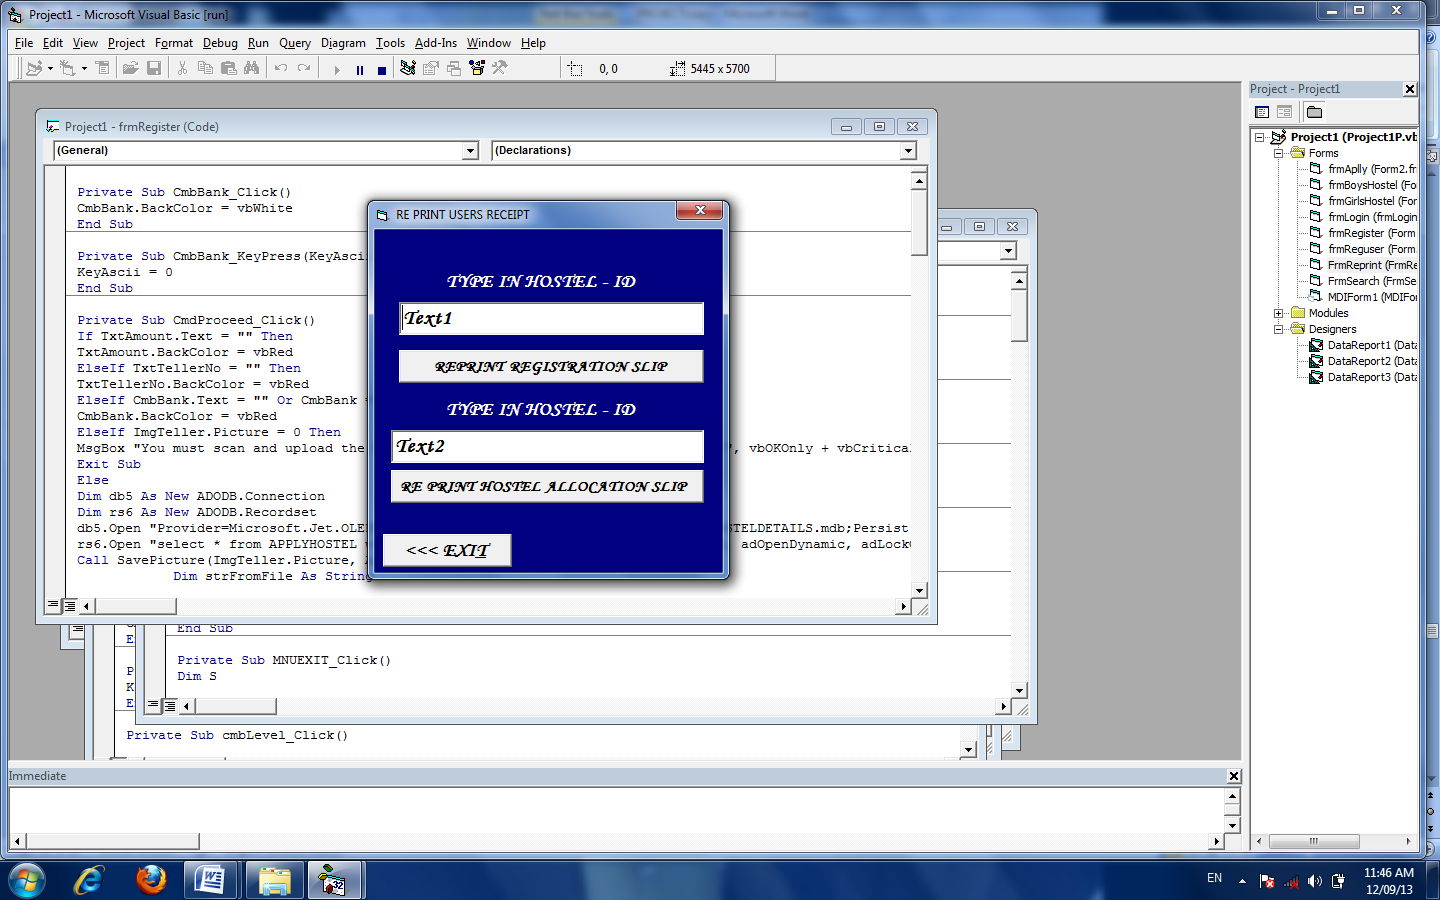 Project1 - Microsoft Visual Basic [run]
File Edit View Project Format Debug Run Query Diagram Tools Add-Ins Window Help
0, 0 5445 x 5700
Project1 - frmRegister (Code)
(General) (Declarations)
Private Sub CmbBank_Click()
CmbBank.BackColor = vbWhite
End Sub
Private Sub CmbBank_KeyPress(KeyAscii
KeyAscii = 0
End Sub
Private Sub CmdProceed_Click()
If TxtAmount.Text = "" Then
TxtAmount.BackColor = vbRed
ElseIf TxtTellerNo = "" Then
TxtTellerNo.BackColor = vbRed
ElseIf CmbBank.Text = "" Or CmbBank =
CmbBank.BackColor = vbRed
ElseIf ImgTeller.Picture = 0 Then
MsgBox "You must scan and upload the ", vbOKOnly + vbCritical
Exit Sub
Else
Dim db5 As New ADODB.Connection
Dim rs6 As New ADODB.Recordset
db5.Open "Provider=Microsoft.Jet.OLE STELDETAILS.mdb;Persist
rs6.Open "select * from APPLYHOSTEL adOpenDynamic, adLock
Call SavePicture(ImgTeller.Picture,
Dim strFromFile As String
RE PRINT USERS RECEIPT
TYPE IN HOSTEL - ID
Text1
REPRINT REGISTRATION SLIP
TYPE IN HOSTEL - ID
Text2
RE PRINT HOSTEL ALLOCATION SLIP
<<< EXIT
End Sub
Private Sub MNUEXIT_Click()
Dim S
Private Sub cmbLevel_Click()
Immediate
Project - Project1
Project1 (Project1P.vb
Forms
frmAplly (Form2.fr
frmBoysHostel (Fo
frmGirlsHostel (For
frmLogin (frmLogin
frmRegister (Form
frmReguser (Form
FrmReprint (FrmRe
FrmSearch (FrmSe
MDIForm1 (MDIFor
Modules
Designers
DataReport1 (Data
DataReport2 (Data
DataReport3 (Data
EN
11:46 AM
12/09/13